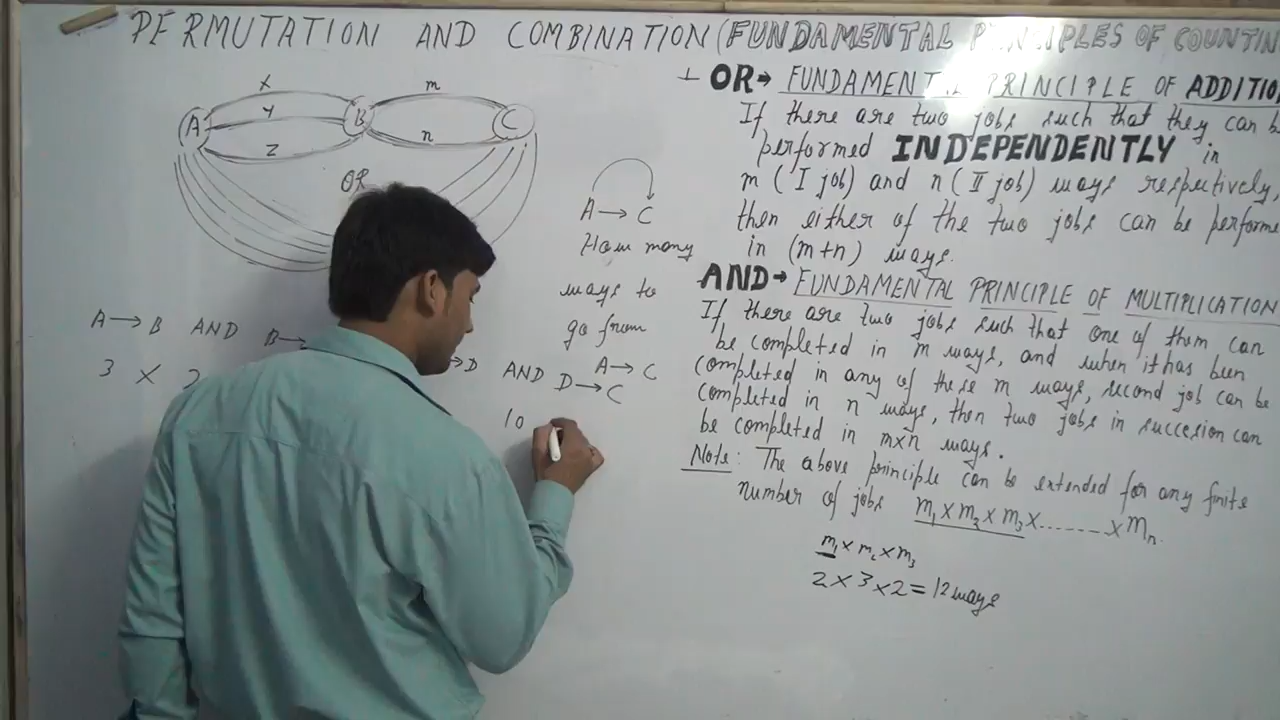 PERMUTATION AND COMBINATION (FUNDAMENTAL PRINCIPLES OF COUNTIN
X
Y
Z
A
B
m
n
C
OR
A → C
How many
ways to
go from
A → C
A → B AND B →
3 × 2
→ D AND D → C
10
OR → FUNDAMENTAL PRINCIPLE OF ADDITIO
If there are two jobs such that they can b
performed INDEPENDENTLY in
m (I job) and n (II job) ways respectively,
then either of the two jobs can be performe
in (m+n) ways.
AND → FUNDAMENTAL PRINCIPLE OF MULTIPLICATION
If there are two jobs such that one of them can
be completed in m ways, and when it has been
completed in any of these m ways, second job can be
completed in n ways, then two jobs in succesion can
be completed in m×n ways.
Note: The above principle can be extended for any finite
number of jobs m₁ × m₂ × m₃ × ....... × mₙ.
m₁ × m₂ × m₃
2 × 3 × 2 = 12 ways